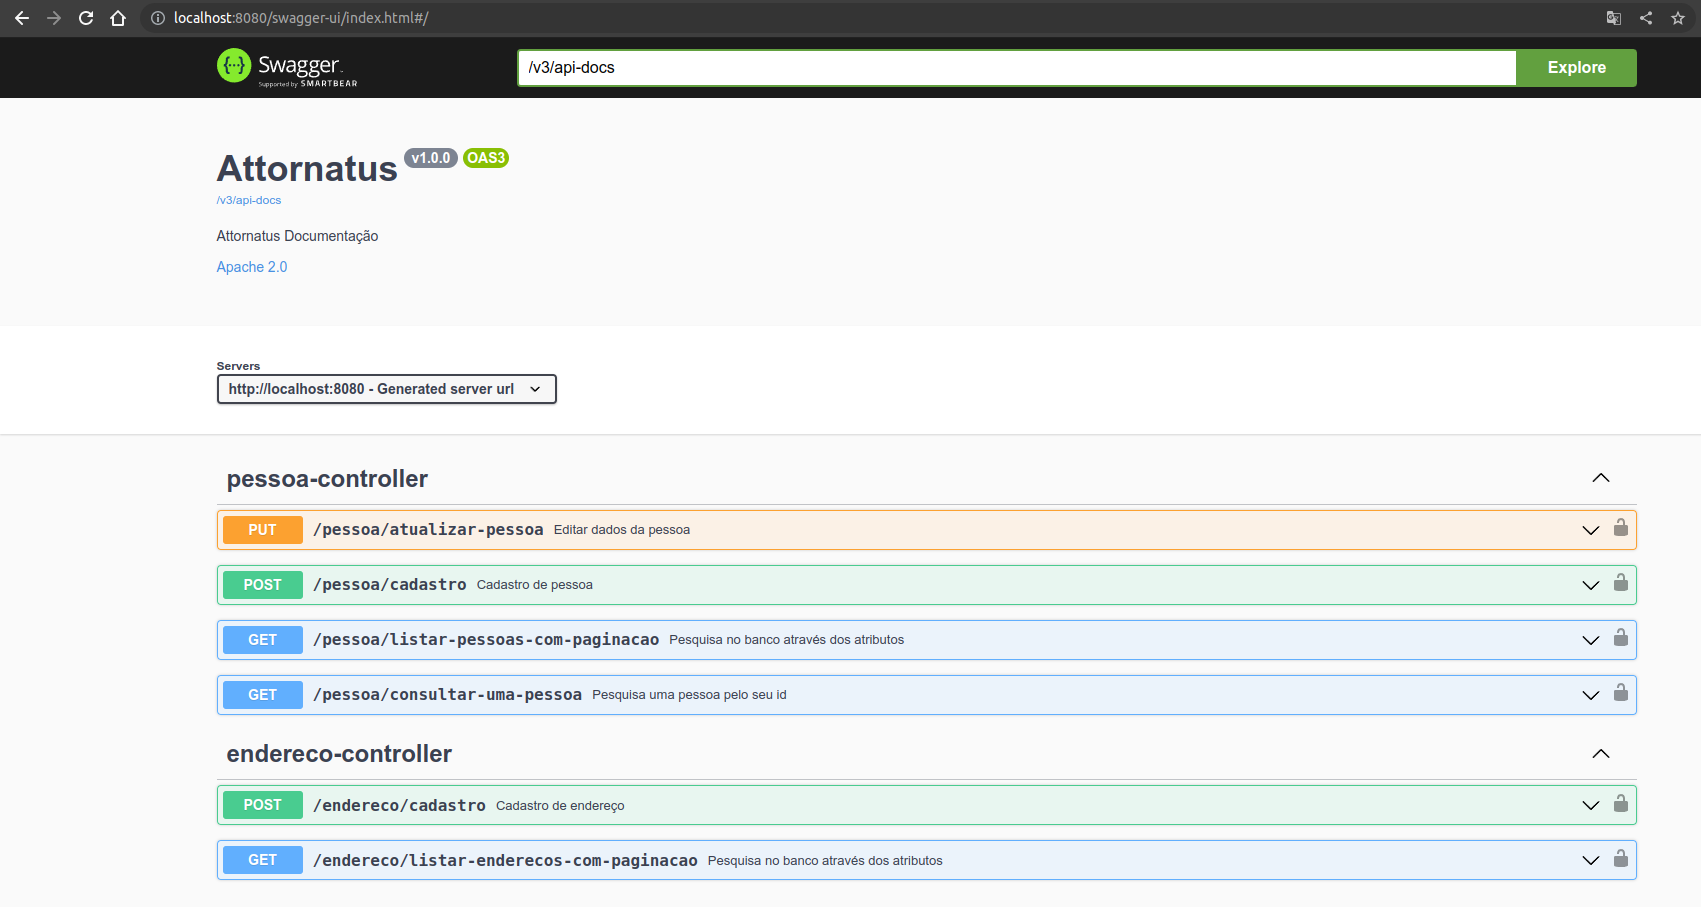 localhost:8080/swagger-ui/index.html#/
{···} Swagger™
Supported by SMARTBEAR
/v3/api-docs
Explore
Attornatus v1.0.0 OAS3
/v3/api-docs
Attornatus Documentação
Apache 2.0
Servers
http://localhost:8080 - Generated server url
pessoa-controller
PUT /pessoa/atualizar-pessoa Editar dados da pessoa
POST /pessoa/cadastro Cadastro de pessoa
GET /pessoa/listar-pessoas-com-paginacao Pesquisa no banco através dos atributos
GET /pessoa/consultar-uma-pessoa Pesquisa uma pessoa pelo seu id
endereco-controller
POST /endereco/cadastro Cadastro de endereço
GET /endereco/listar-enderecos-com-paginacao Pesquisa no banco através dos atributos